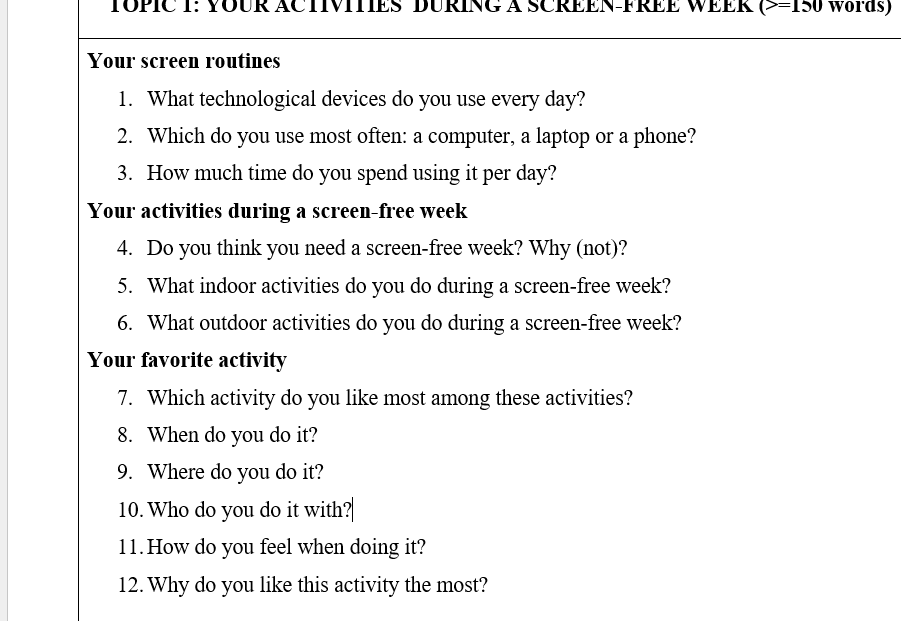 TOPIC 1: YOUR ACTIVITIES DURING A SCREEN-FREE WEEK (>=150 words)
Your screen routines
1. What technological devices do you use every day?
2. Which do you use most often: a computer, a laptop or a phone?
3. How much time do you spend using it per day?
Your activities during a screen-free week
4. Do you think you need a screen-free week? Why (not)?
5. What indoor activities do you do during a screen-free week?
6. What outdoor activities do you do during a screen-free week?
Your favorite activity
7. Which activity do you like most among these activities?
8. When do you do it?
9. Where do you do it?
10. Who do you do it with?
11. How do you feel when doing it?
12. Why do you like this activity the most?